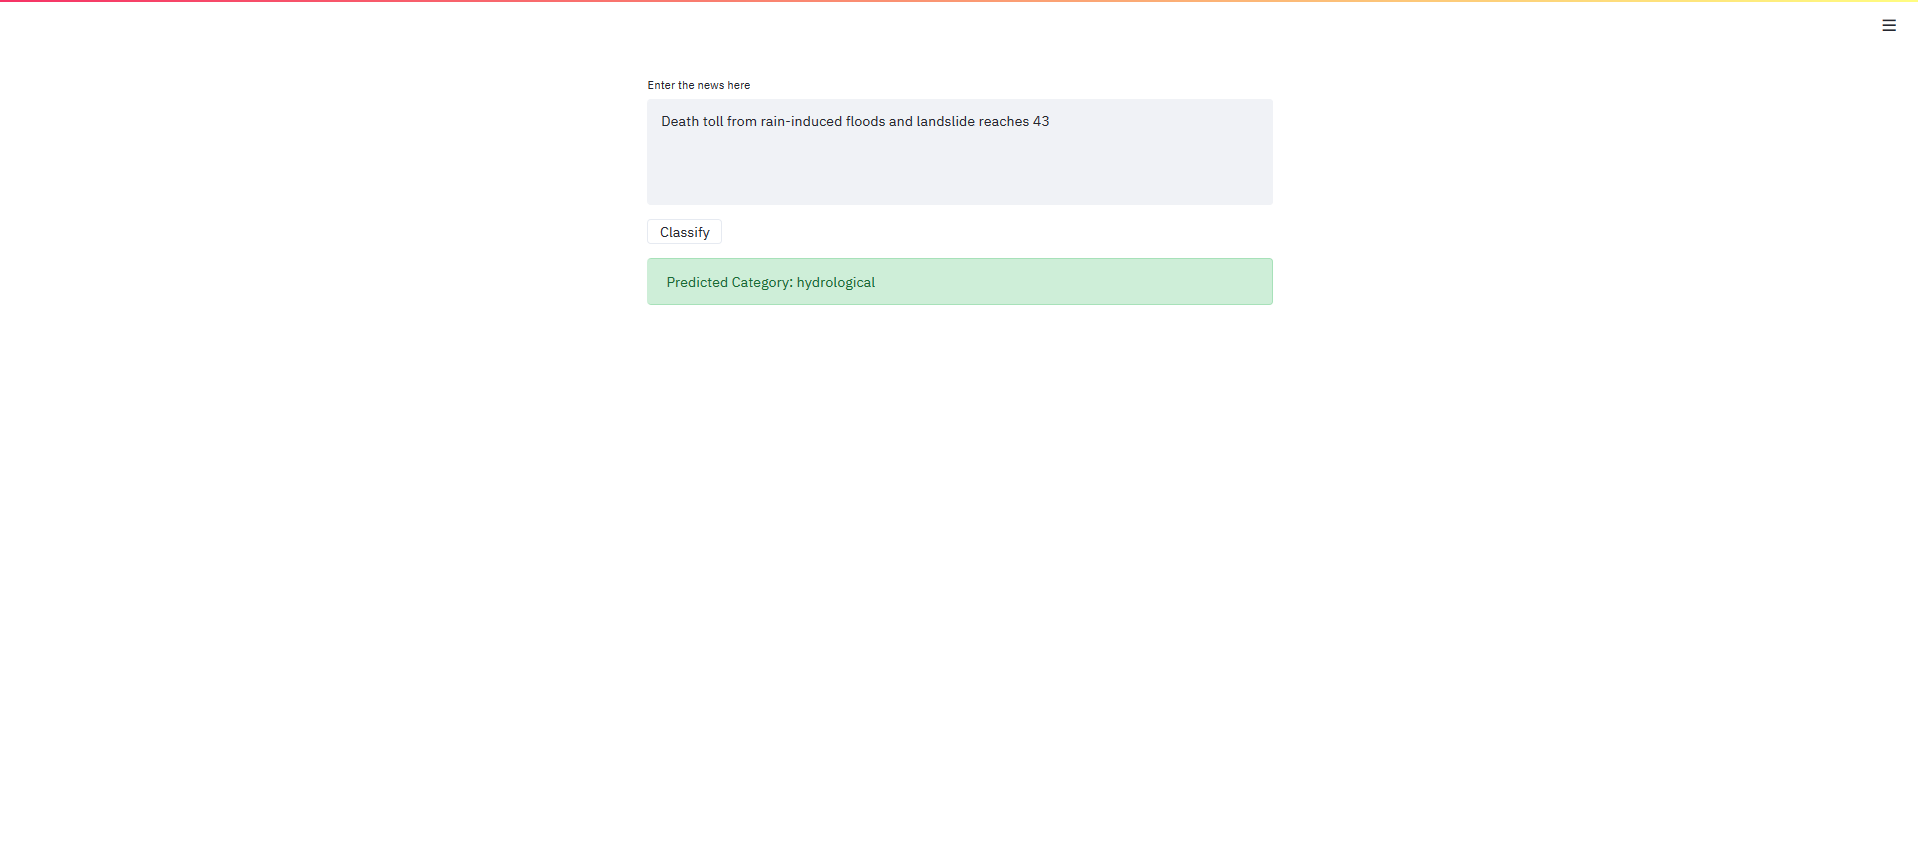 Enter the news here
Death toll from rain-induced floods and landslide reaches 43
Classify
Predicted Category: hydrological